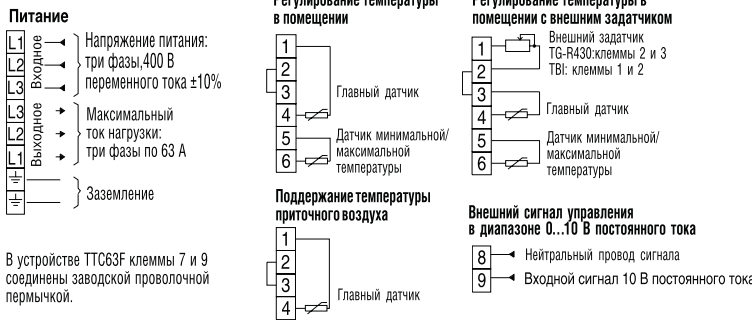 Питание
L1
L2
L3
L3
L2
L1
Входное
Выходное
Напряжение питания:
три фазы,400 В
переменного тока ±10%
Максимальный
ток нагрузки:
три фазы по 63 А
Заземление
В устройстве TTC63F клеммы 7 и 9
соединены заводской проволочной
пермычкой.
Регулирование температуры
в помещении
1
2
3
4
5
6
Главный датчик
Датчик минимальной/
максимальной
температуры
Поддержание температуры
приточного воздуха
1
2
3
4
Главный датчик
Регулирование температуры в
помещении с внешним задатчиком
1
2
3
4
5
6
Внешний задатчик
TG-R430:клеммы 2 и 3
TBI: клеммы 1 и 2
Главный датчик
Датчик минимальной/
максимальной
температуры
Внешний сигнал управления
в диапазоне 0...10 В постоянного тока
8 Нейтральный провод сигнала
9 Входной сигнал 10 В постоянного тока